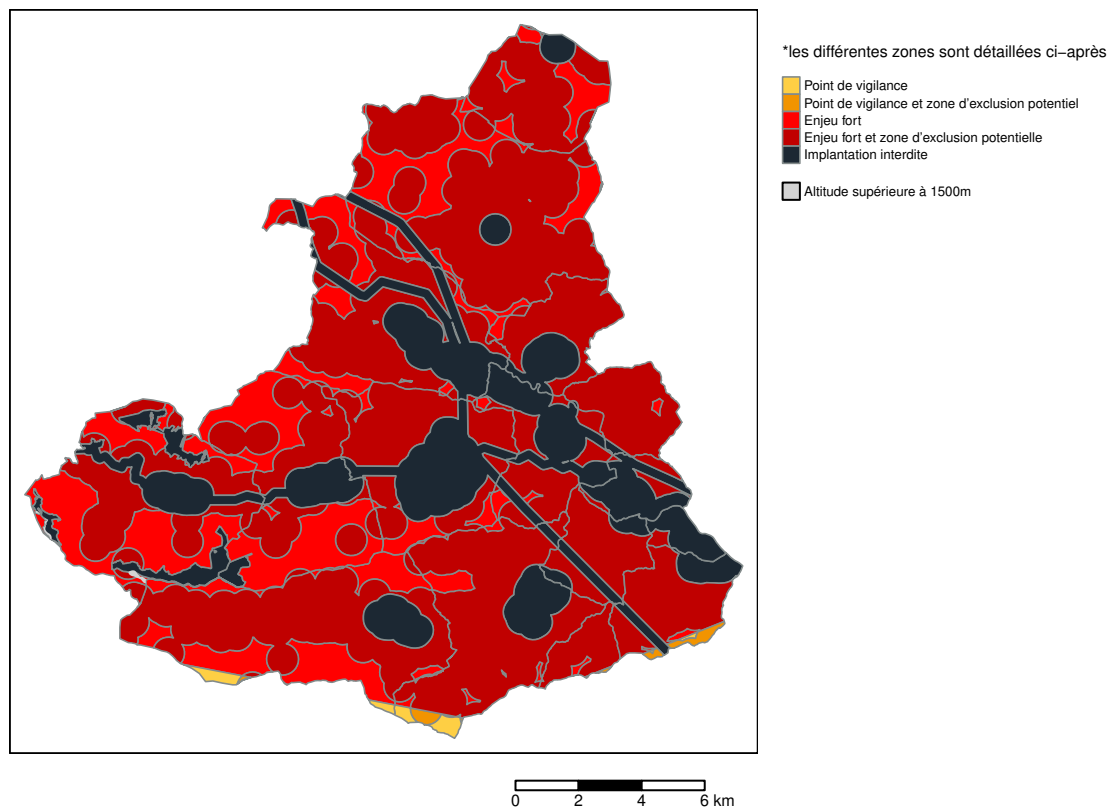 *les différentes zones sont détaillées ci−après
Point de vigilance
Point de vigilance et zone d'exclusion potentiel
Enjeu fort
Enjeu fort et zone d'exclusion potentielle
Implantation interdite
Altitude supérieure à 1500m
0 2 4 6 km